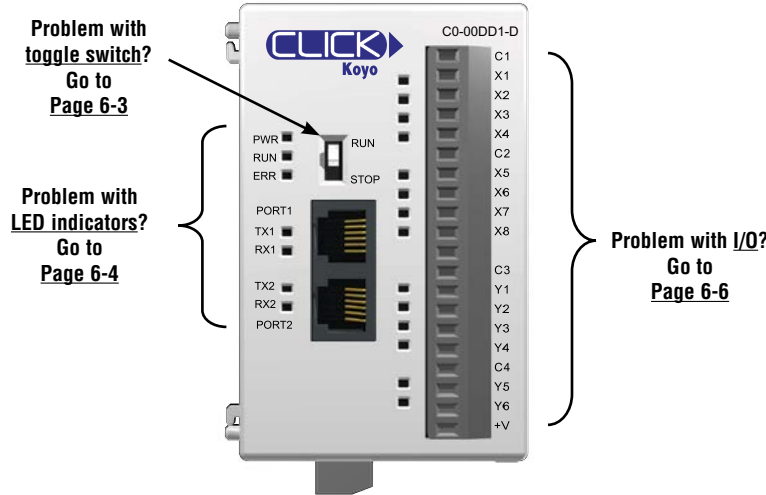 Problem with
toggle switch?
Go to
Page 6-3
Problem with
LED indicators?
Go to
Page 6-4
CLICK
Koyo
C0-00DD1-D
PWR
RUN
ERR
RUN
STOP
PORT1
TX1
RX1
TX2
RX2
PORT2
C1
X1
X2
X3
X4
C2
X5
X6
X7
X8
C3
Y1
Y2
Y3
Y4
C4
Y5
Y6
+V
Problem with I/O?
Go to
Page 6-6